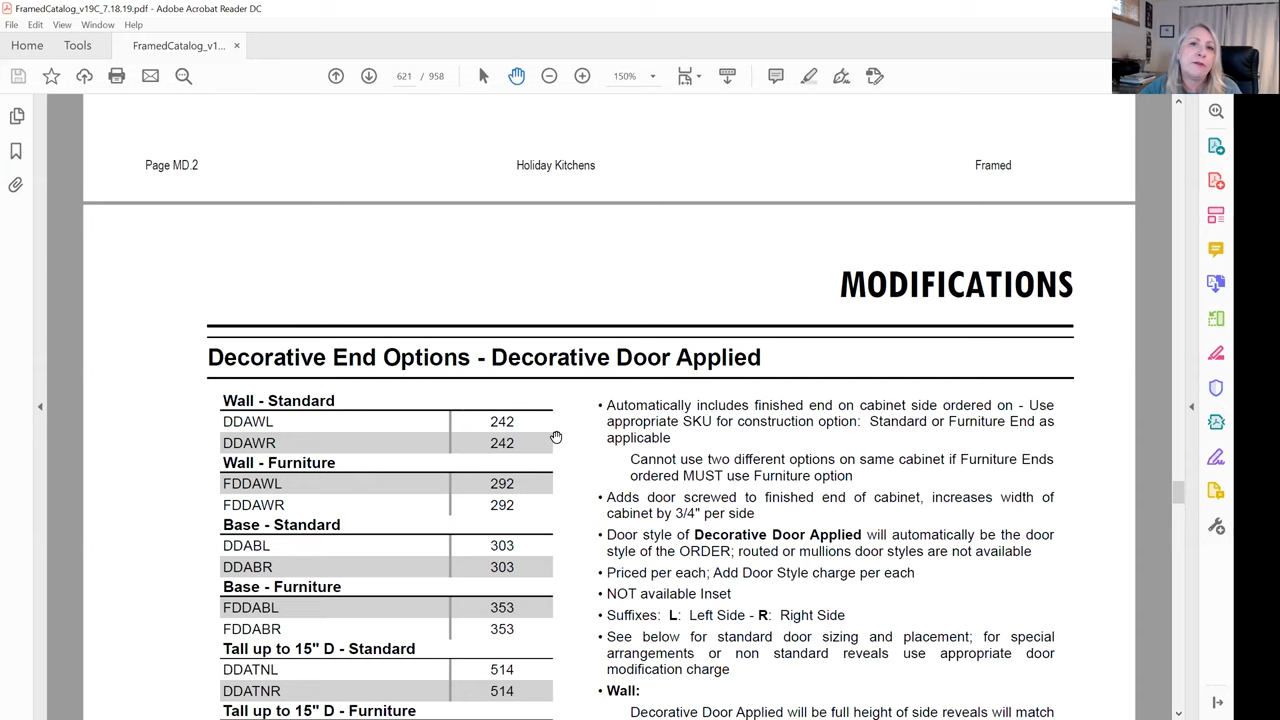 FramedCatalog_v19C_7.18.19.pdf - Adobe Acrobat Reader DC
File Edit View Window Help
Home Tools FramedCatalog_v1... ×
621 / 958 150%
Page MD.2 Holiday Kitchens Framed
MODIFICATIONS
Decorative End Options - Decorative Door Applied
Wall - Standard
DDAWL 242
DDAWR 242
Wall - Furniture
FDDAWL 292
FDDAWR 292
Base - Standard
DDABL 303
DDABR 303
Base - Furniture
FDDABL 353
FDDABR 353
Tall up to 15" D - Standard
DDATNL 514
DDATNR 514
Tall up to 15" D - Furniture
• Automatically includes finished end on cabinet side ordered on - Use
appropriate SKU for construction option: Standard or Furniture End as
applicable
Cannot use two different options on same cabinet if Furniture Ends
ordered MUST use Furniture option
• Adds door screwed to finished end of cabinet, increases width of
cabinet by 3/4" per side
• Door style of Decorative Door Applied will automatically be the door
style of the ORDER; routed or mullions door styles are not available
• Priced per each; Add Door Style charge per each
• NOT available Inset
• Suffixes: L: Left Side - R: Right Side
• See below for standard door sizing and placement; for special
arrangements or non standard reveals use appropriate door
modification charge
• Wall:
Decorative Door Applied will be full height of side reveals will match